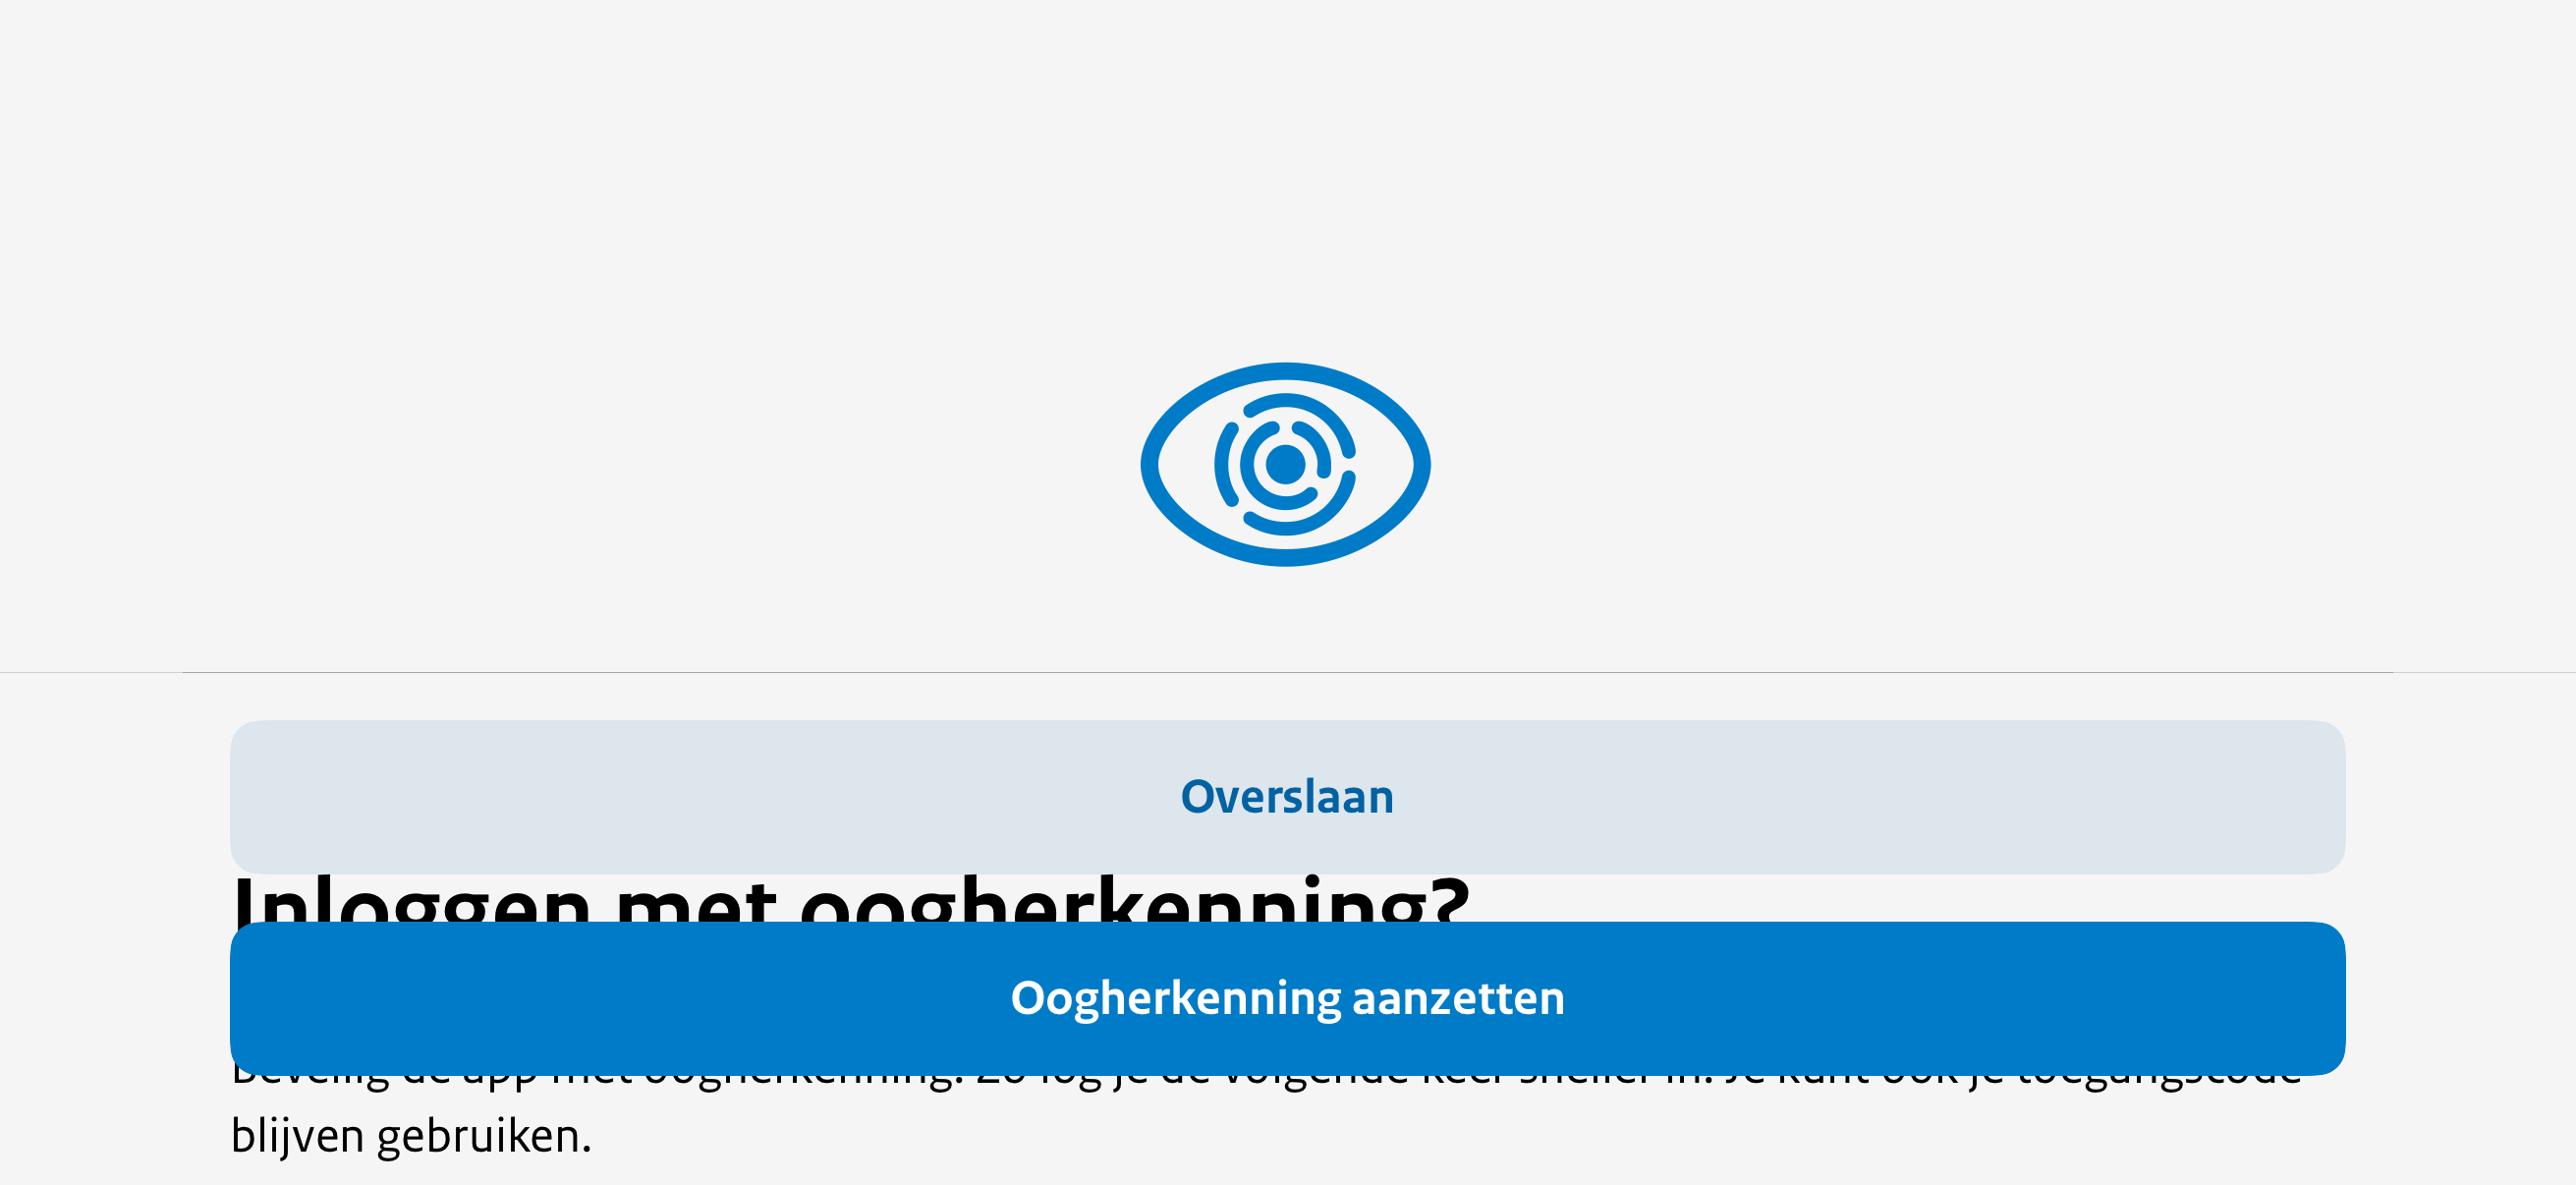 Overslaan
Inloggen met oogherkenning?
Oogherkenning aanzetten
Beveilig de app met oogherkenning. Zo log je de volgende keer sneller in. Je kunt ook je toegangscode
blijven gebruiken.